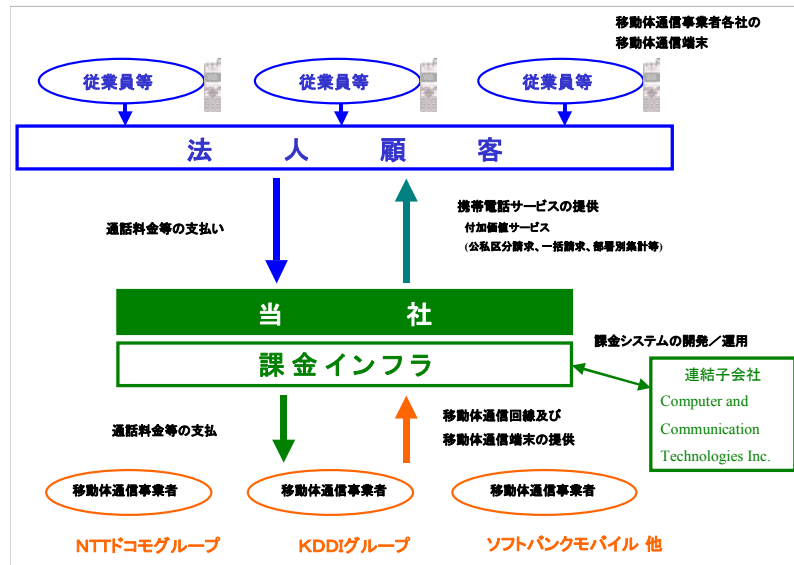 移動体通信事業者各社の
移動体通信端末
従業員等
従業員等
従業員等
法人顧客
通話料金等の支払い
携帯電話サービスの提供
付加価値サービス
(公私区分請求、一括請求、部署別集計等)
当社
課金インフラ
課金システムの開発／運用
連結子会社
Computer and
Communication
Technologies Inc.
通話料金等の支払
移動体通信回線及び
移動体通信端末の提供
移動体通信事業者
移動体通信事業者
移動体通信事業者
NTTドコモグループ
KDDIグループ
ソフトバンクモバイル 他